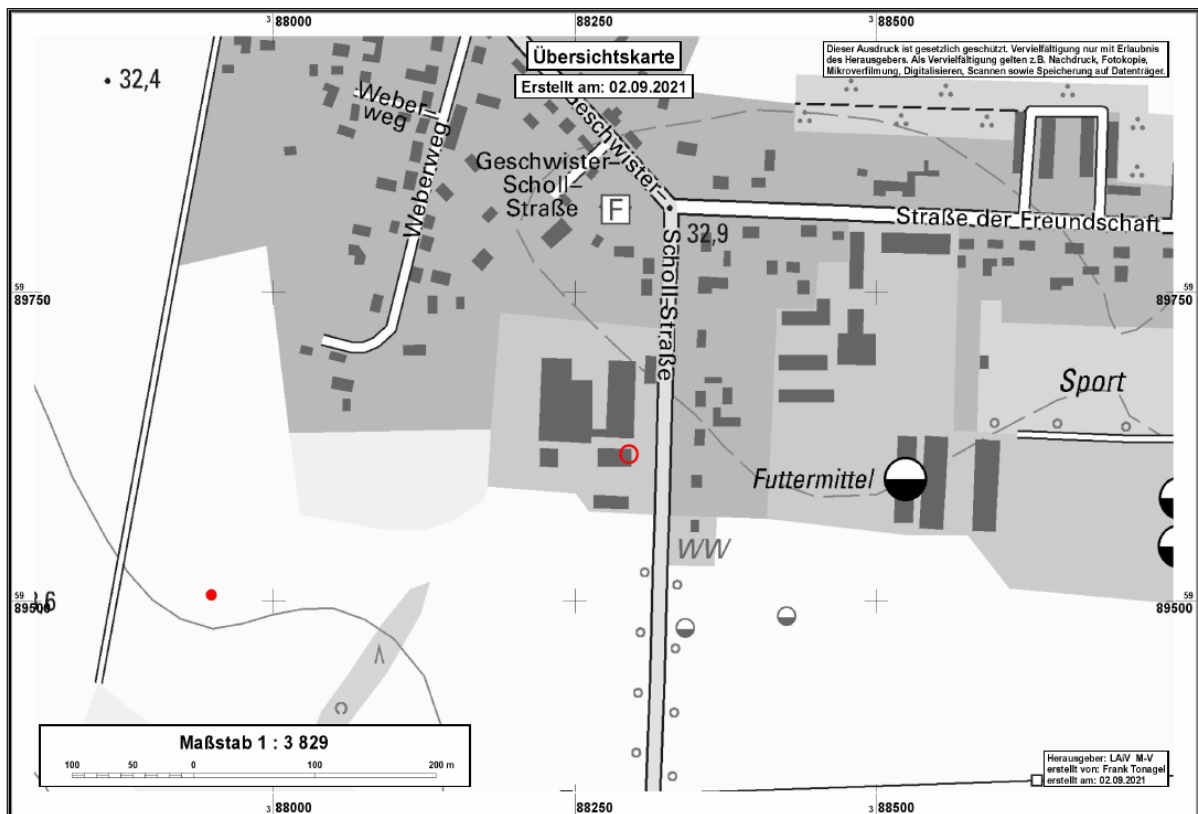 3 88000
88250
3 88500
Übersichtskarte
Erstellt am: 02.09.2021
Dieser Ausdruck ist gesetzlich geschützt. Vervielfältigung nur mit Erlaubnis
des Herausgebers. Als Vervielfältigung gelten z.B. Nachdruck, Fotokopie,
Mikroverfilmung, Digitalisieren, Scannen sowie Speicherung auf Datenträger.
32,4
Weber-
weg
Weberweg
Geschwister-
Geschwister-
Scholl-
Straße
F
Scholl-Straße
32,9
Straße der Freundschaft
59
89750
59
89750
Sport
Futtermittel
WW
89500
59
89500
Maßstab 1 : 3 829
100 50 0 100 200 m
Herausgeber: LAiV M-V
erstellt von: Frank Tonagel
erstellt am: 02.09.2021
3 88000
88250
3 88500